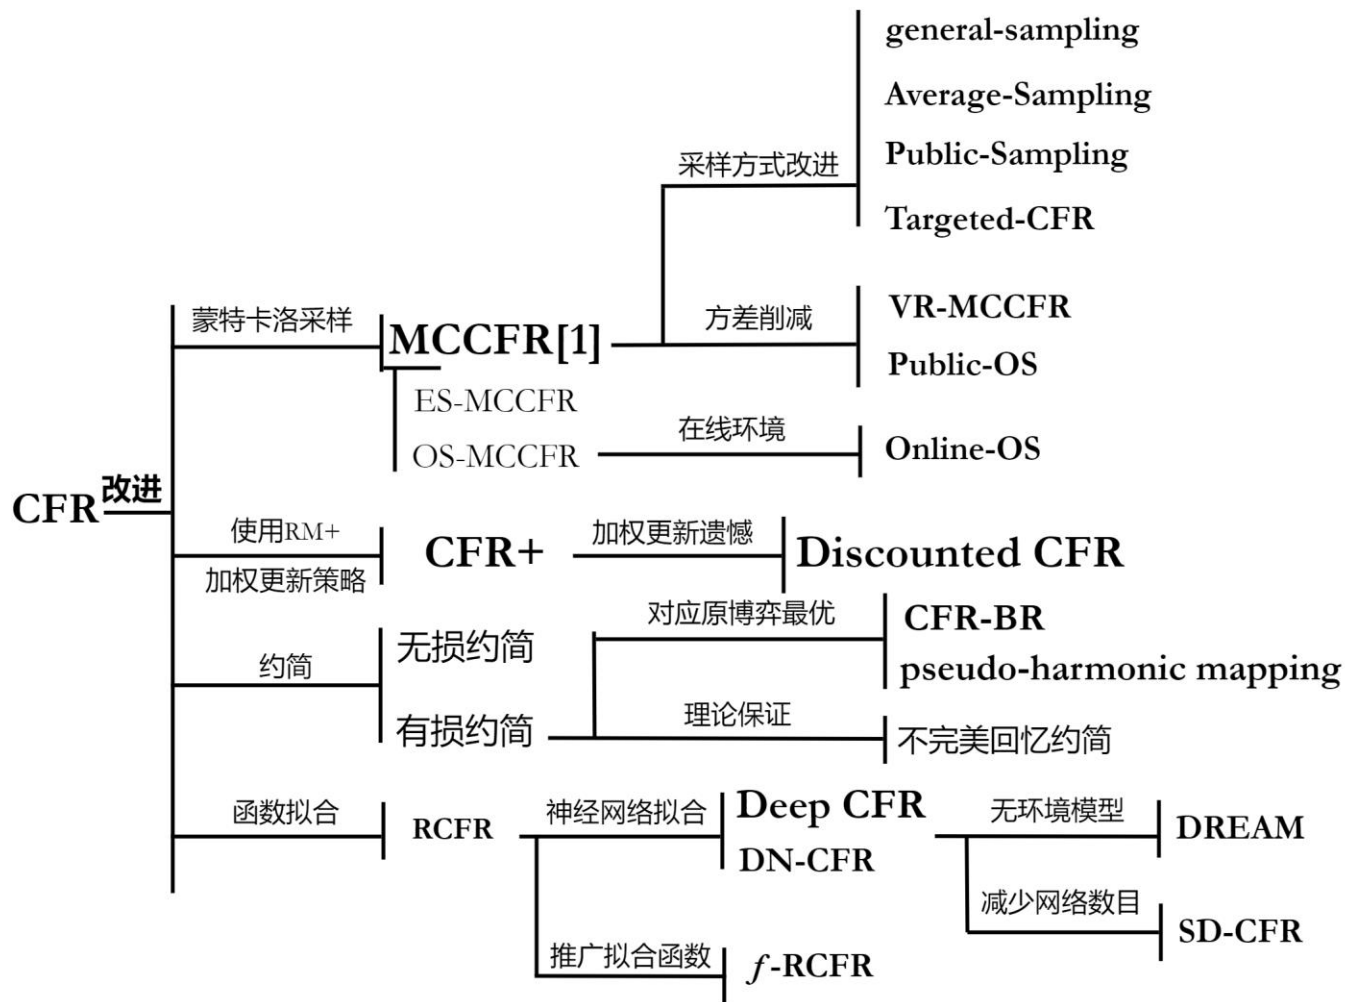 general-sampling
Average-Sampling
采样方式改进
Public-Sampling
Targeted-CFR
蒙特卡洛采样
MCCFR[1]
方差削减
VR-MCCFR
Public-OS
ES-MCCFR
OS-MCCFR
在线环境
Online-OS
CFR
改进
使用RM+
加权更新策略
CFR+
加权更新遗憾
Discounted CFR
约简
无损约简
对应原博弈最优
CFR-BR
pseudo-harmonic mapping
有损约简
理论保证
不完美回忆约简
函数拟合
RCFR
神经网络拟合
Deep CFR
DN-CFR
无环境模型
DREAM
减少网络数目
SD-CFR
推广拟合函数
f-RCFR